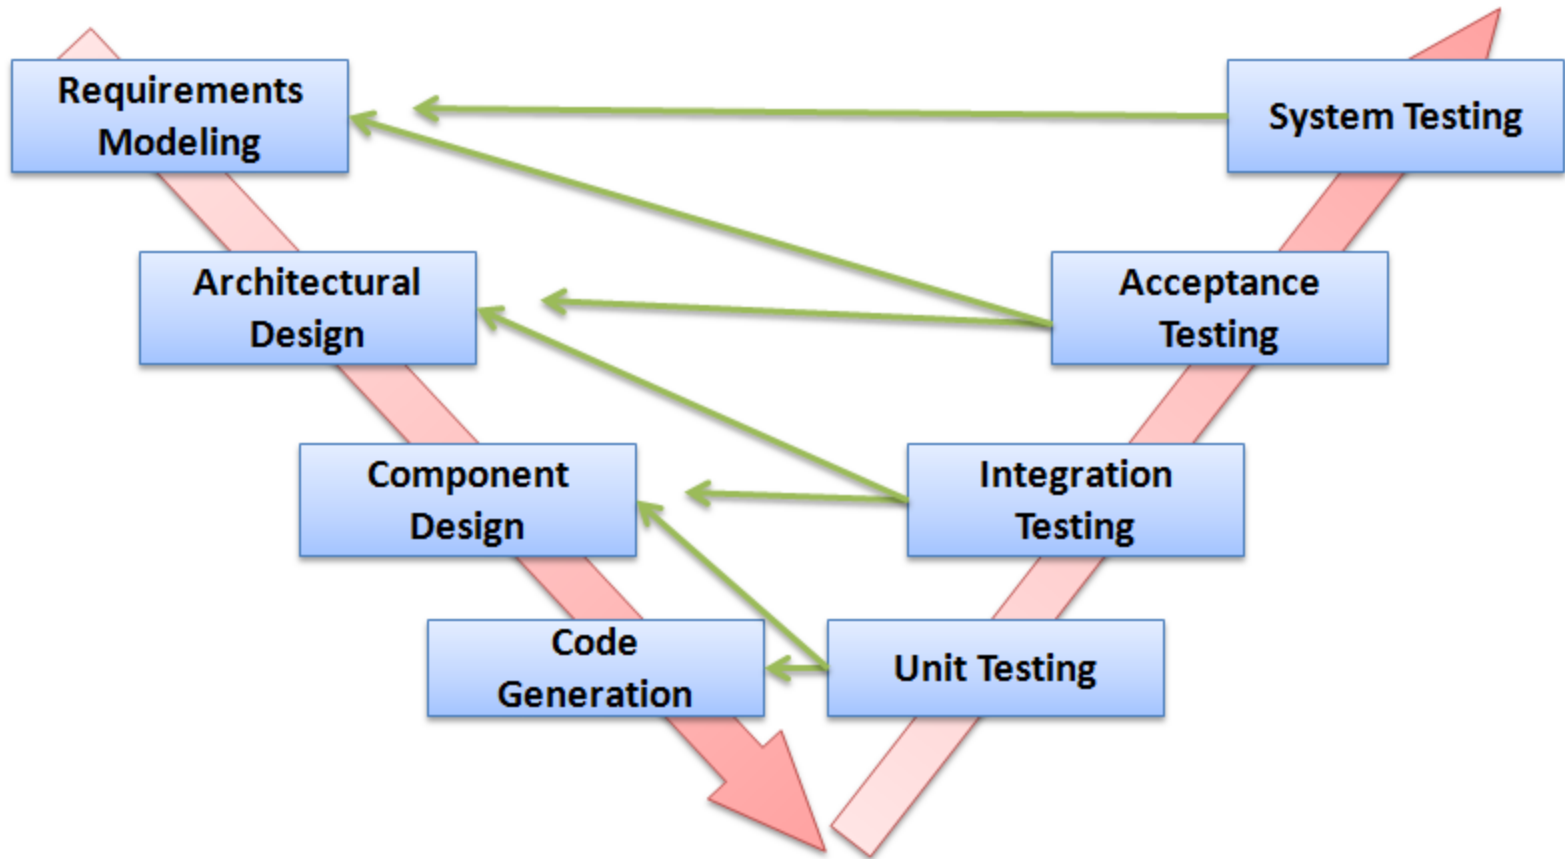 Requirements
Modeling
System Testing
Architectural
Design
Acceptance
Testing
Component
Design
Integration
Testing
Code
Generation
Unit Testing